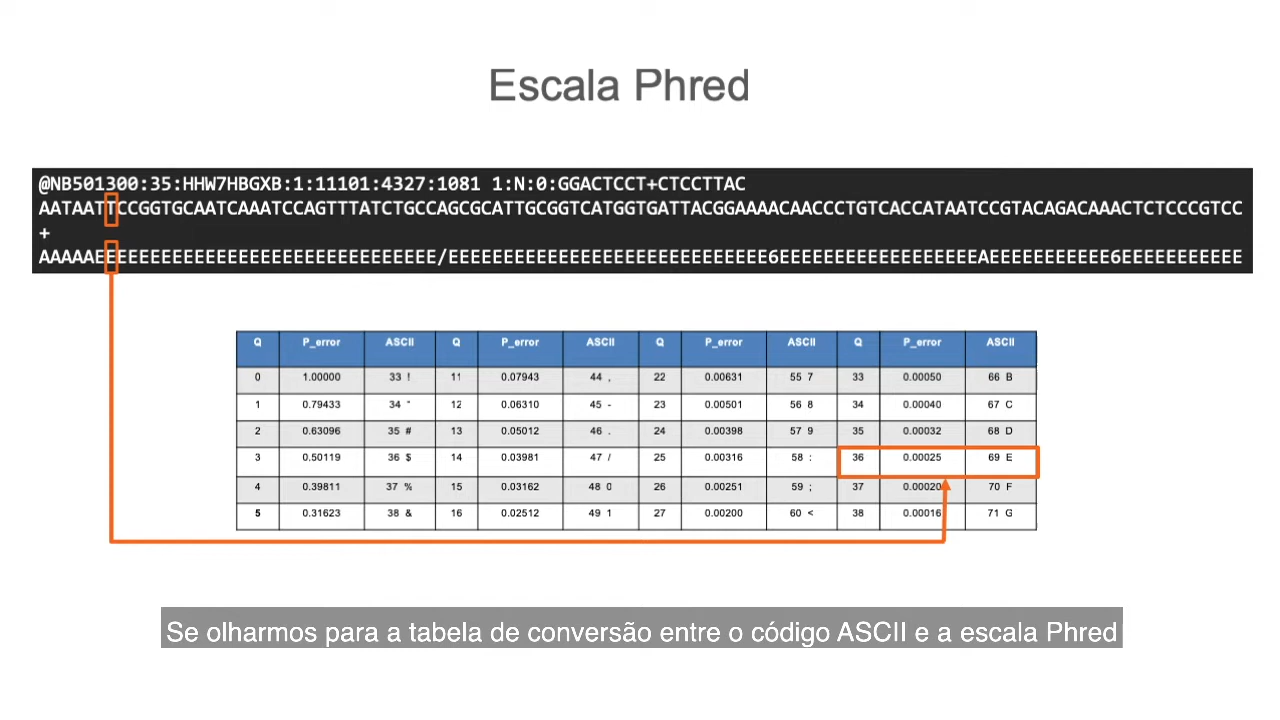 Escala Phred
@NB501300:35:HHW7HBGXB:1:11101:4327:1081 1:N:0:GGACTCCT+CTCCTTAC
AATAATTCCGGTGCAATCAAATCCAGTTTATCTGCCAGCGCATTGCGGTCATGGTGATTACGGAAAACAACCCTGTCACCATAATCCGTACAGACAAACTCTCCCGTCC
+
AAAAAEEEEEEEEEEEEEEEEEEEEEEEEEEEEEEE/EEEEEEEEEEEEEEEEEEEEEEEEEEEEE6EEEEEEEEEEEEEEEEEEAEEEEEEEEEEE6EEEEEEEEEEE
Q P_error ASCII Q P_error ASCII Q P_error ASCII Q P_error ASCII
0 1.00000 33 ! 11 0.07943 44 , 22 0.00631 55 7 33 0.00050 66 B
1 0.79433 34 " 12 0.06310 45 - 23 0.00501 56 8 34 0.00040 67 C
2 0.63096 35 # 13 0.05012 46 . 24 0.00398 57 9 35 0.00032 68 D
3 0.50119 36 $ 14 0.03981 47 / 25 0.00316 58 : 36 0.00025 69 E
4 0.39811 37 % 15 0.03162 48 0 26 0.00251 59 ; 37 0.00020 70 F
5 0.31623 38 & 16 0.02512 49 1 27 0.00200 60 < 38 0.00016 71 G
Se olharmos para a tabela de conversão entre o código ASCII e a escala Phred